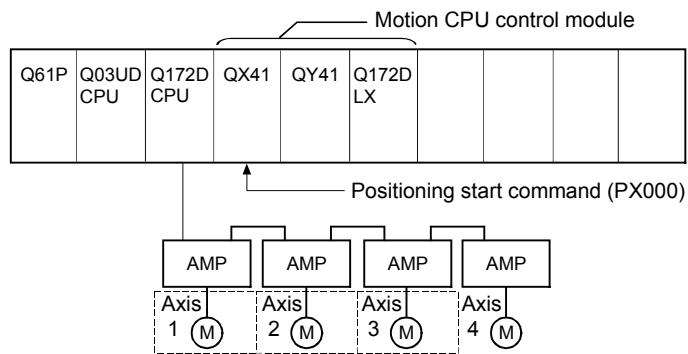 Motion CPU control module
Q61P Q03UD Q172D QX41 QY41 Q172D
CPU CPU LX
Positioning start command (PX000)
AMP AMP AMP AMP
Axis Axis Axis Axis
1 M 2 M 3 M 4 M